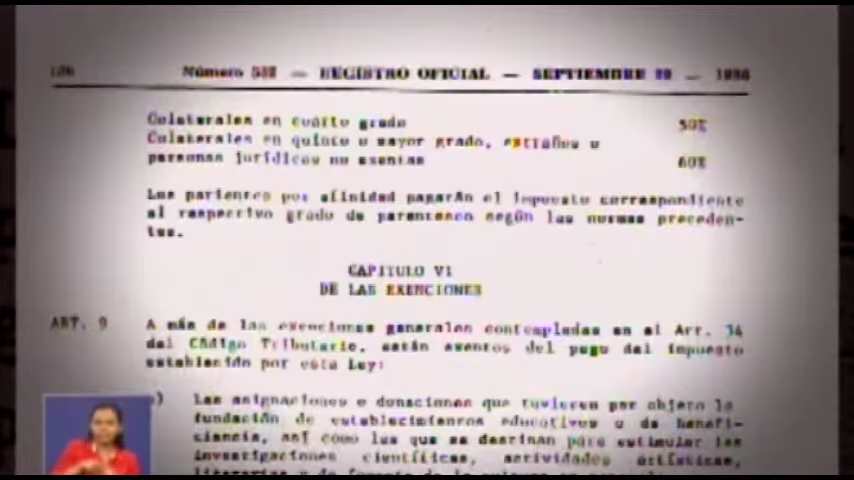 Número 532 — REGISTRO OFICIAL — SEPTIEMBRE 29 — 1986
Colaterales en cuarto grado 50%
Colaterales en quinto o mayor grado, extraños o
personas jurídicos no exentas 60%
Los parientes por afinidad pagarán el impuesto correspondiente
al respectivo grado de parentesco según las normas preceden-
tes.
CAPITULO VI
DE LAS EXENCIONES
ART. 9 A más de las exenciones generales contempladas en el Art. 34
del Código Tributario, están exentos del pago del impuesto
establecido por esta Ley:
) Las asignaciones o donaciones que tuvieren por objeto la
fundación de establecimientos educativos o de benefi-
ciencia, así como las que se destinan para estimular las
investigaciones científicas, actividades artísticas,